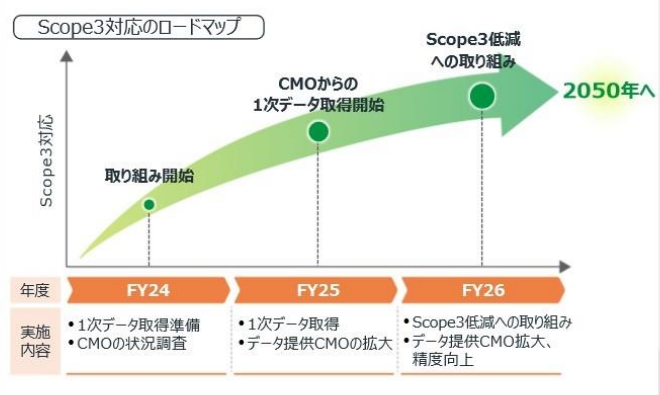 Scope3対応のロードマップ
Scope3低減
への取り組み
CMOからの
1次データ取得開始
2050年へ
取り組み開始
Scope3対応
年度
FY24
FY25
FY26
実施
内容
•1次データ取得準備
•CMOの状況調査
•1次データ取得
•データ提供CMOの拡大
•Scope3低減への取り組み
•データ提供CMO拡大、
精度向上